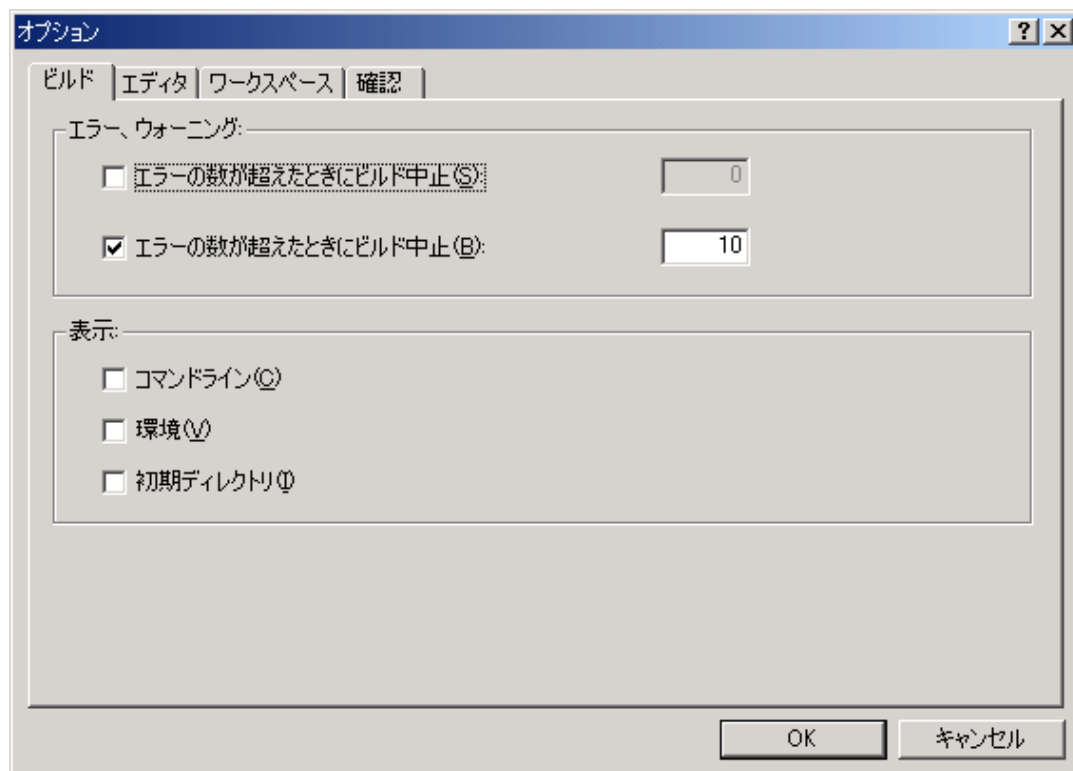 オプション
ビルド エディタ ワークスペース 確認
エラー、ウォーニング:
エラーの数が超えたときにビルド中止(S): 0
エラーの数が超えたときにビルド中止(B): 10
表示:
コマンドライン(C)
環境(V)
初期ディレクトリ(I)
OK キャンセル